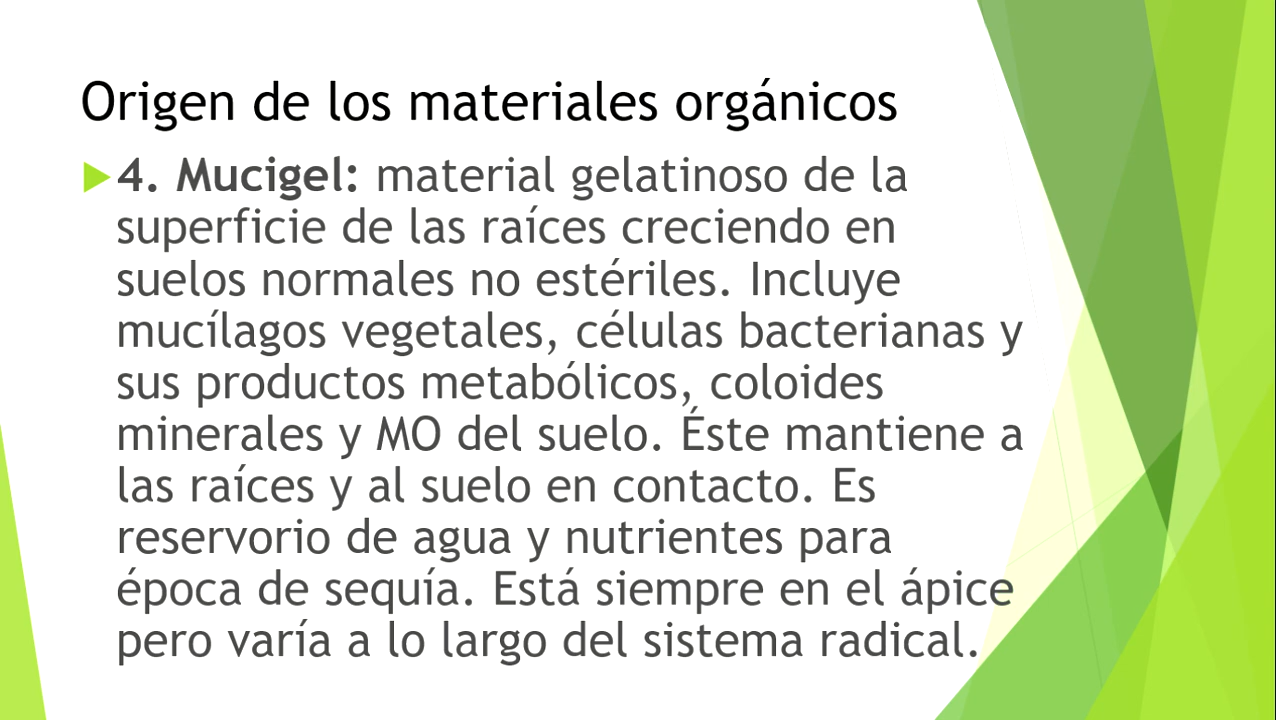 Origen de los materiales orgánicos
4. Mucigel: material gelatinoso de la
superficie de las raíces creciendo en
suelos normales no estériles. Incluye
mucílagos vegetales, células bacterianas y
sus productos metabólicos, coloides
minerales y MO del suelo. Éste mantiene a
las raíces y al suelo en contacto. Es
reservorio de agua y nutrientes para
época de sequía. Está siempre en el ápice
pero varía a lo largo del sistema radical.